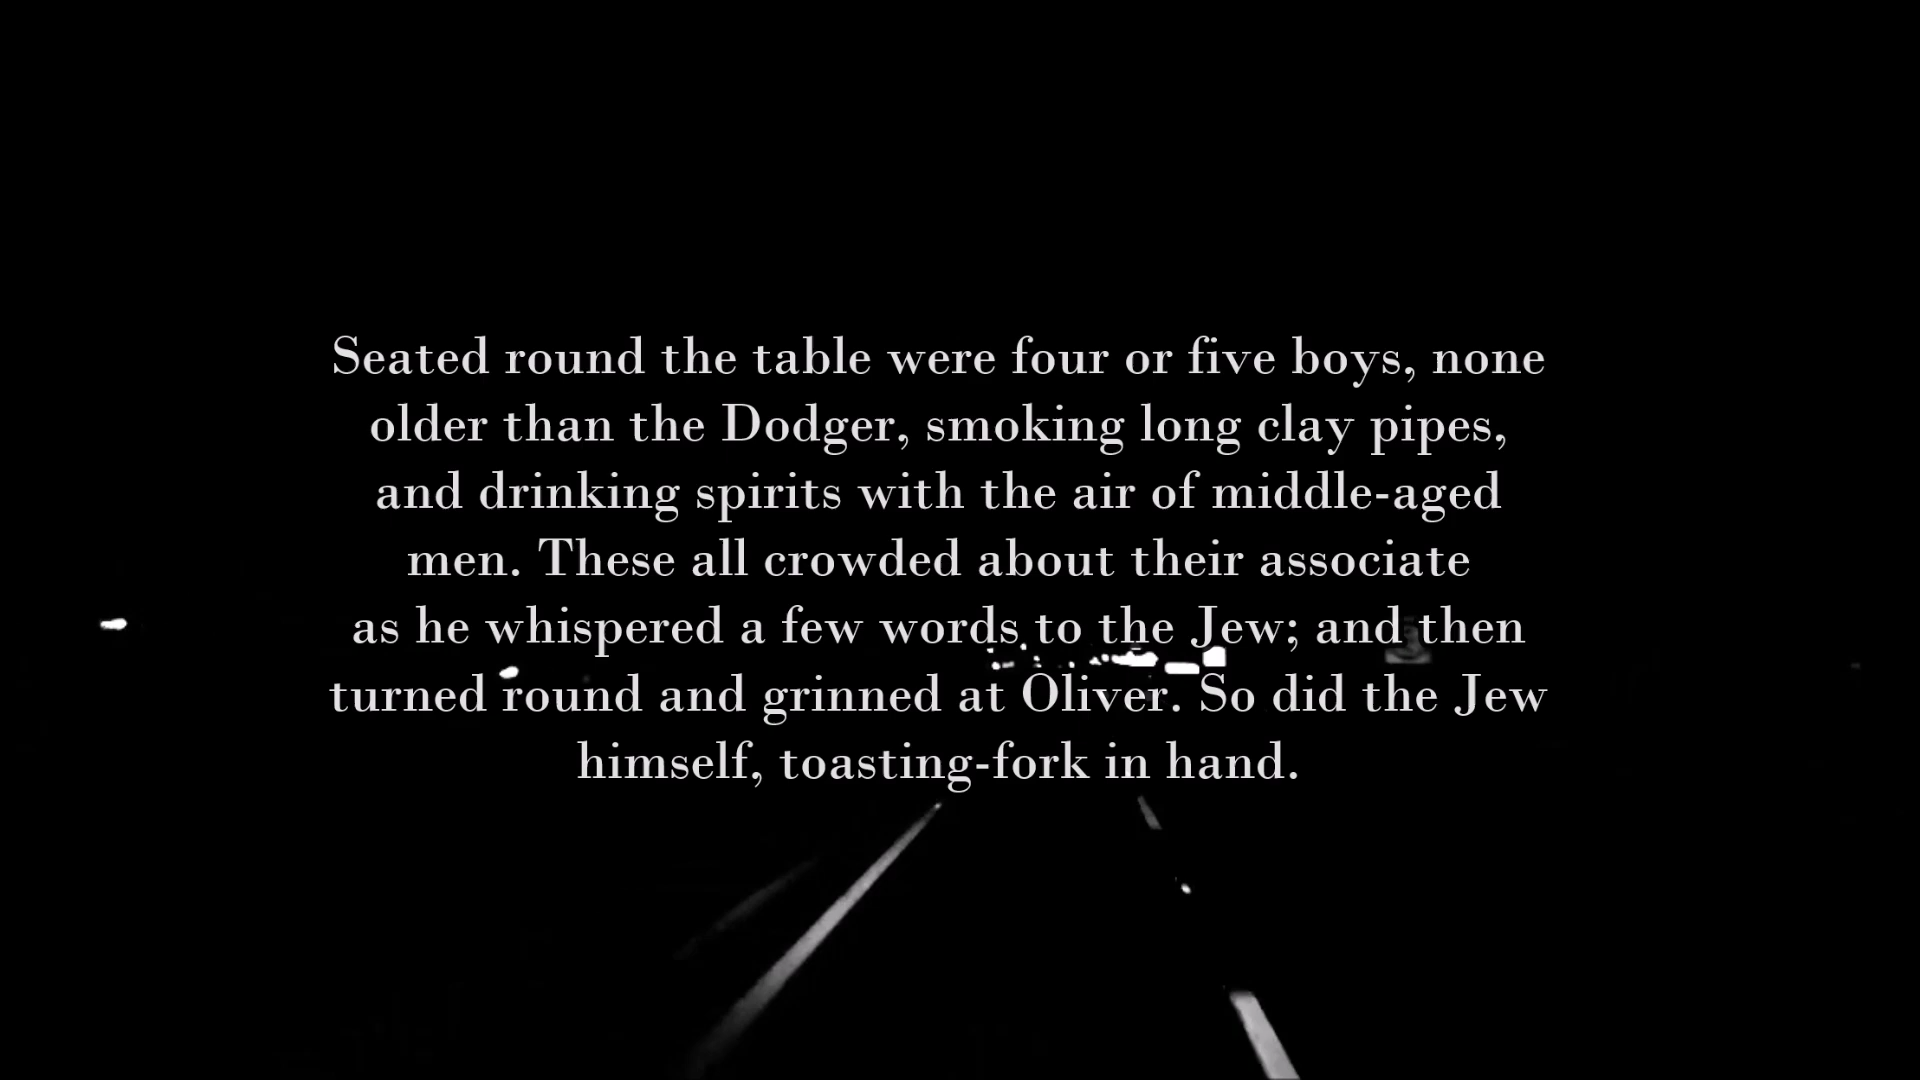 Seated round the table were four or five boys, none
older than the Dodger, smoking long clay pipes,
and drinking spirits with the air of middle-aged
men. These all crowded about their associate
as he whispered a few words to the Jew; and then
turned round and grinned at Oliver. So did the Jew
himself, toasting-fork in hand.